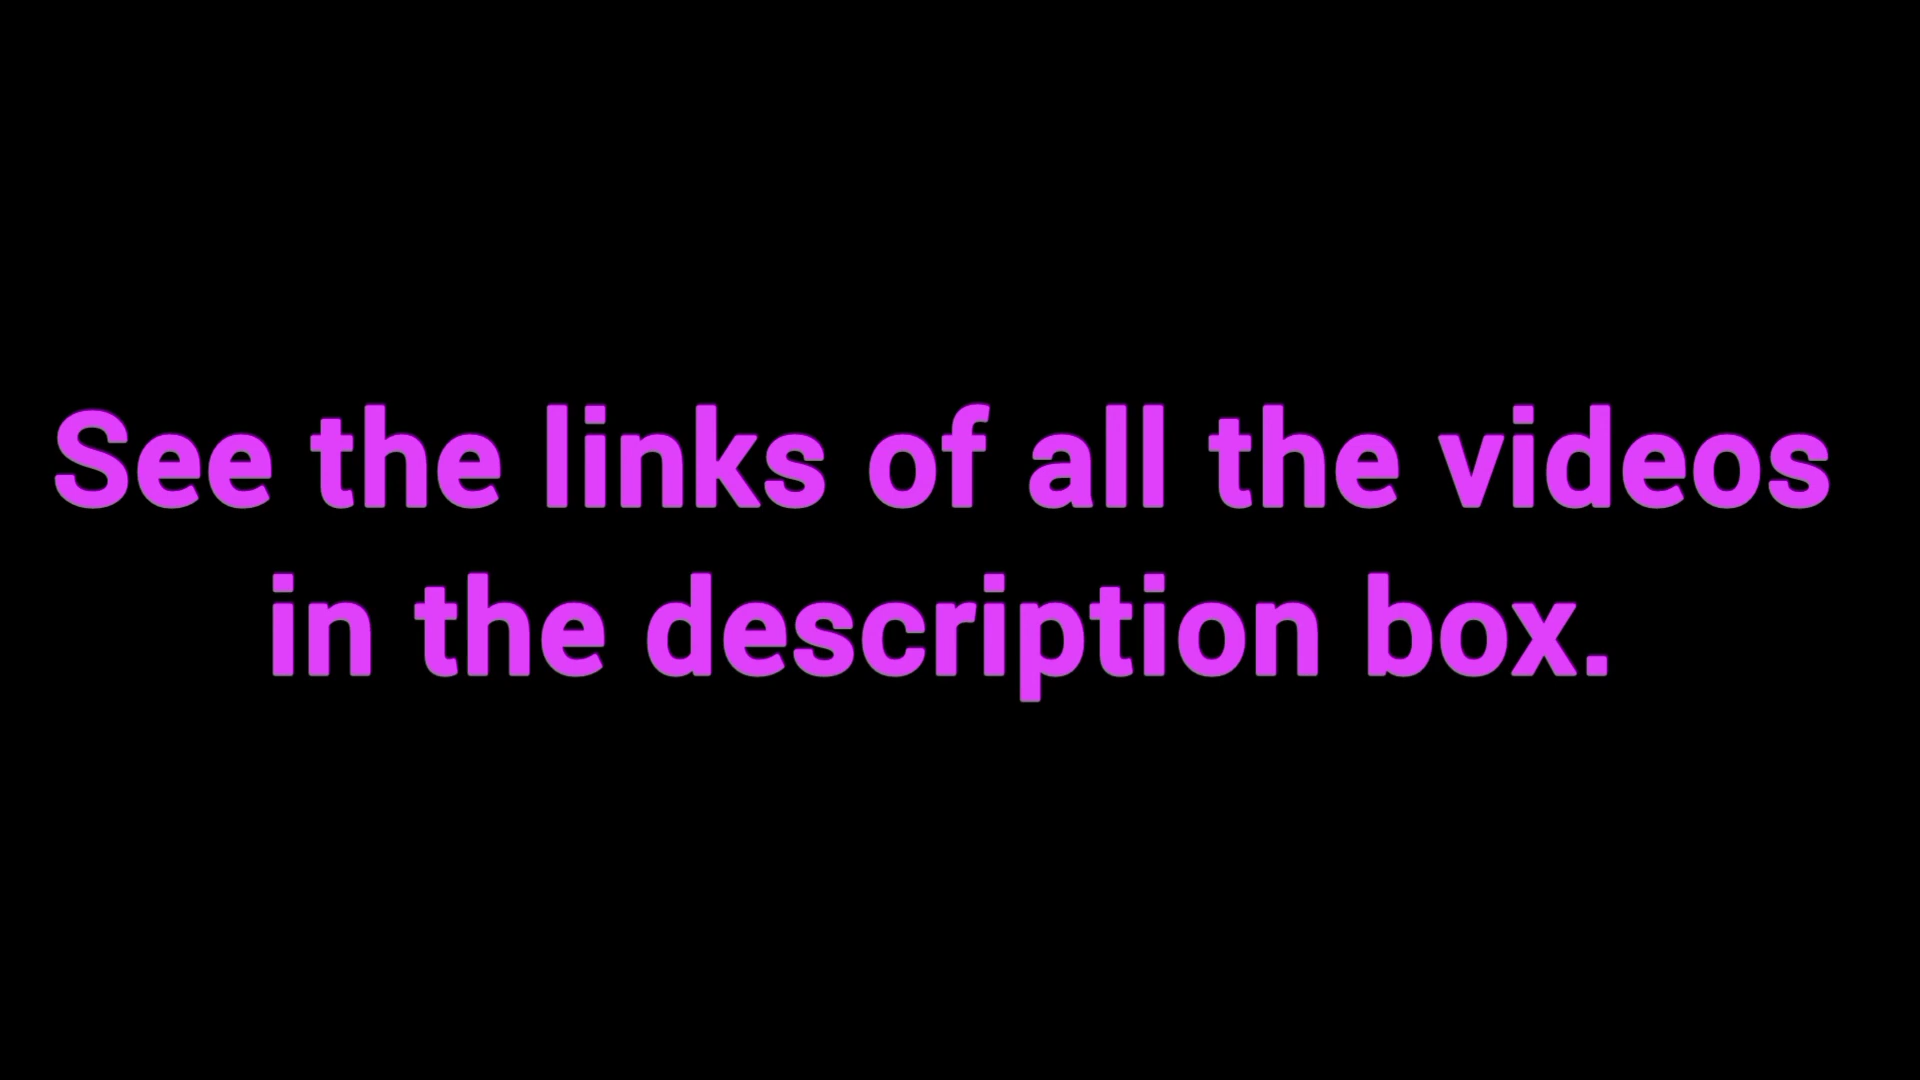 See the links of all the videos
in the description box.